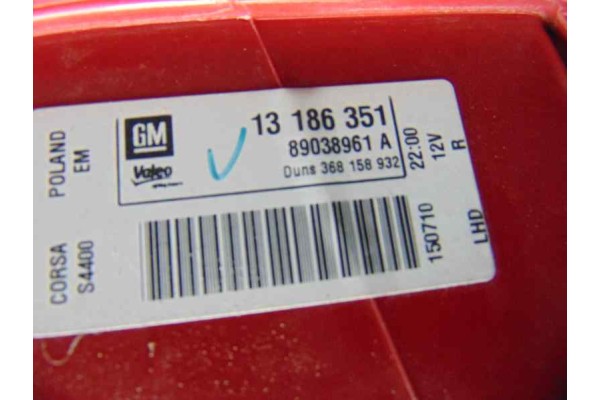 CORSA POLAND
S4400 EM
GM
Valeo
13 186 351
89038961 A
Duns 368 158 932
150710 22:00
12V
LHD R